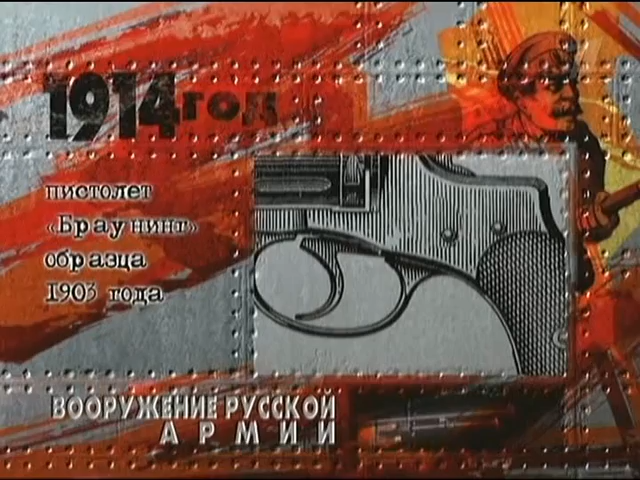 1914 год
пистолет
«Браунинг»
образца
1903 года
ВООРУЖЕНИЕ РУССКОЙ
АРМИИ